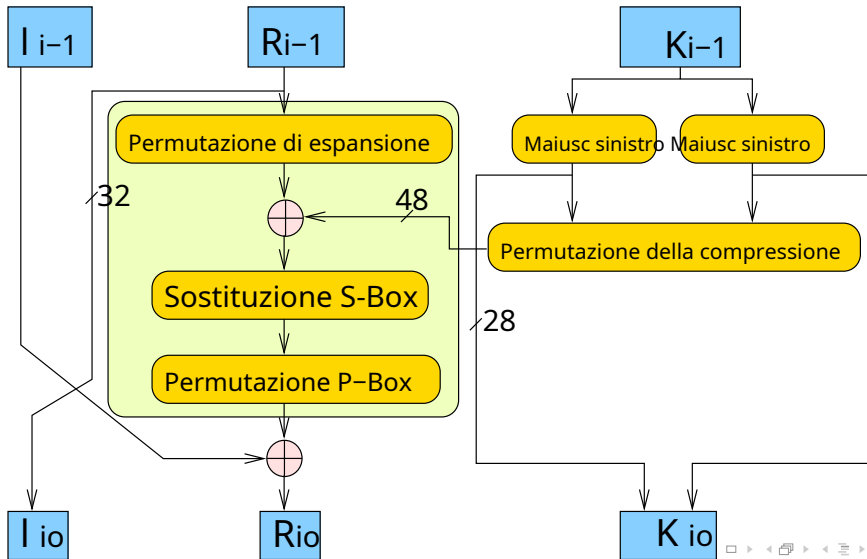 I i−1
Ri−1
Ki−1
Permutazione di espansione
Maiusc sinistro
Maiusc sinistro
32
48
Permutazione della compressione
Sostituzione S-Box
28
Permutazione P−Box
I io
Rio
K io